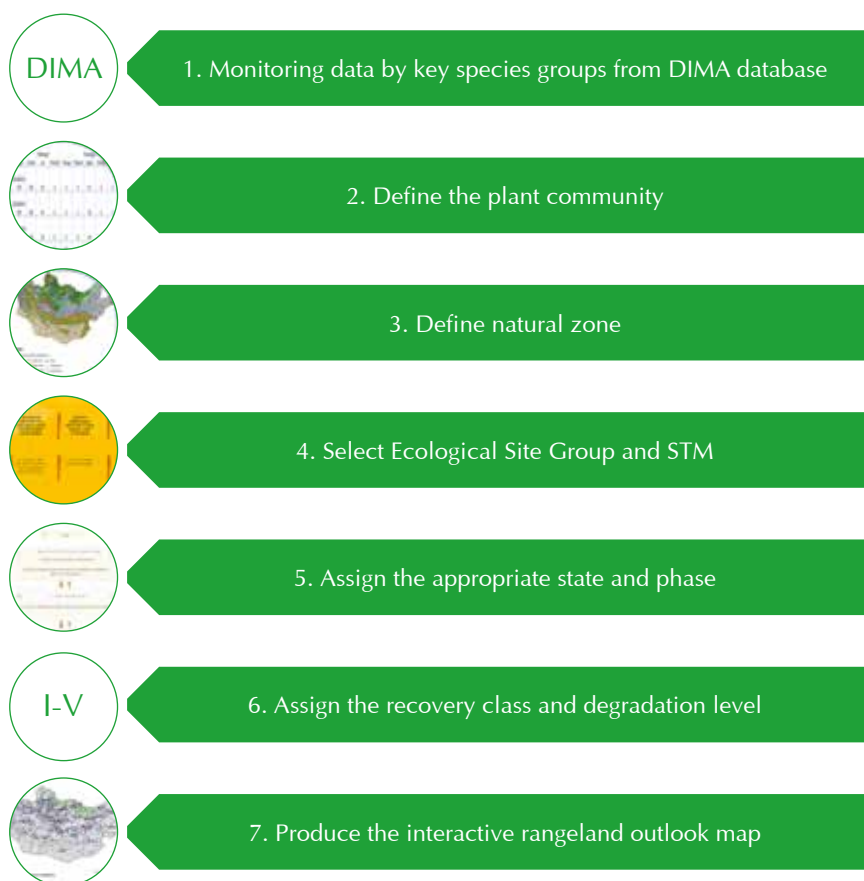 DIMA
1. Monitoring data by key species groups from DIMA database
2. Define the plant community
3. Define natural zone
4. Select Ecological Site Group and STM
5. Assign the appropriate state and phase
I-V
6. Assign the recovery class and degradation level
7. Produce the interactive rangeland outlook map